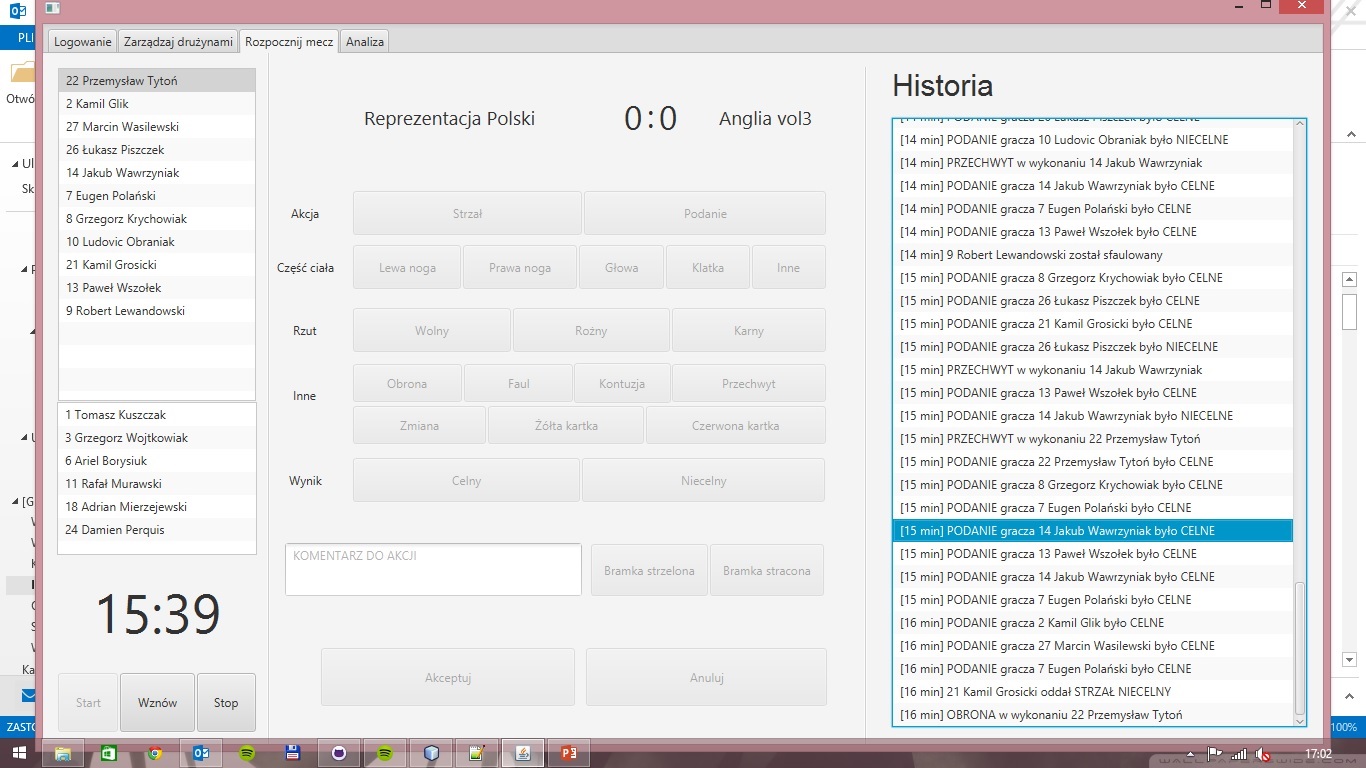 PLI
Otwó
Logowanie
Zarządzaj drużynami
Rozpocznij mecz
Analiza
22 Przemysław Tytoń
2 Kamil Glik
27 Marcin Wasilewski
26 Łukasz Piszczek
14 Jakub Wawrzyniak
7 Eugen Polański
8 Grzegorz Krychowiak
10 Ludovic Obraniak
21 Kamil Grosicki
13 Paweł Wszołek
9 Robert Lewandowski
1 Tomasz Kuszczak
3 Grzegorz Wojtkowiak
6 Ariel Borysiuk
11 Rafał Murawski
18 Adrian Mierzejewski
24 Damien Perquis
15:39
Start Wznów Stop
Reprezentacja Polski 0:0 Anglia vol3
Akcja Strzał Podanie
Część ciała Lewa noga Prawa noga Głowa Klatka Inne
Rzut Wolny Rożny Karny
Inne Obrona Faul Kontuzja Przechwyt
Zmiana Żółta kartka Czerwona kartka
Wynik Celny Niecelny
KOMENTARZ DO AKCJI
Bramka strzelona Bramka stracona
Akceptuj Anuluj
Historia
[14 min] PODANIE gracza 10 Ludovic Obraniak było NIECELNE
[14 min] PRZECHWYT w wykonaniu 14 Jakub Wawrzyniak
[14 min] PODANIE gracza 14 Jakub Wawrzyniak było CELNE
[14 min] PODANIE gracza 7 Eugen Polański było CELNE
[14 min] PODANIE gracza 13 Paweł Wszołek było CELNE
[14 min] 9 Robert Lewandowski został sfaulowany
[15 min] PODANIE gracza 8 Grzegorz Krychowiak było CELNE
[15 min] PODANIE gracza 26 Łukasz Piszczek było CELNE
[15 min] PODANIE gracza 21 Kamil Grosicki było CELNE
[15 min] PODANIE gracza 26 Łukasz Piszczek było NIECELNE
[15 min] PRZECHWYT w wykonaniu 14 Jakub Wawrzyniak
[15 min] PODANIE gracza 13 Paweł Wszołek było CELNE
[15 min] PODANIE gracza 14 Jakub Wawrzyniak było NIECELNE
[15 min] PRZECHWYT w wykonaniu 22 Przemysław Tytoń
[15 min] PODANIE gracza 22 Przemysław Tytoń było CELNE
[15 min] PODANIE gracza 8 Grzegorz Krychowiak było CELNE
[15 min] PODANIE gracza 7 Eugen Polański było CELNE
[15 min] PODANIE gracza 14 Jakub Wawrzyniak było CELNE
[15 min] PODANIE gracza 13 Paweł Wszołek było CELNE
[15 min] PODANIE gracza 14 Jakub Wawrzyniak było CELNE
[15 min] PODANIE gracza 7 Eugen Polański było CELNE
[16 min] PODANIE gracza 2 Kamil Glik było CELNE
[16 min] PODANIE gracza 27 Marcin Wasilewski było CELNE
[16 min] PODANIE gracza 7 Eugen Polański było CELNE
[16 min] 21 Kamil Grosicki oddał STRZAŁ NIECELNY
[16 min] OBRONA w wykonaniu 22 Przemysław Tytoń
ZASTO
100%
17:02